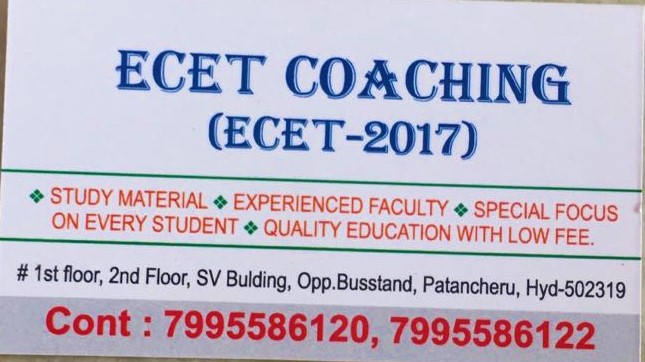 ECET COACHING
(ECET-2017)
❖ STUDY MATERIAL ❖ EXPERIENCED FACULTY ❖ SPECIAL FOCUS
ON EVERY STUDENT ❖ QUALITY EDUCATION WITH LOW FEE.
# 1st floor, 2nd Floor, SV Bulding, Opp.Busstand, Patancheru, Hyd-502319
Cont : 7995586120, 7995586122